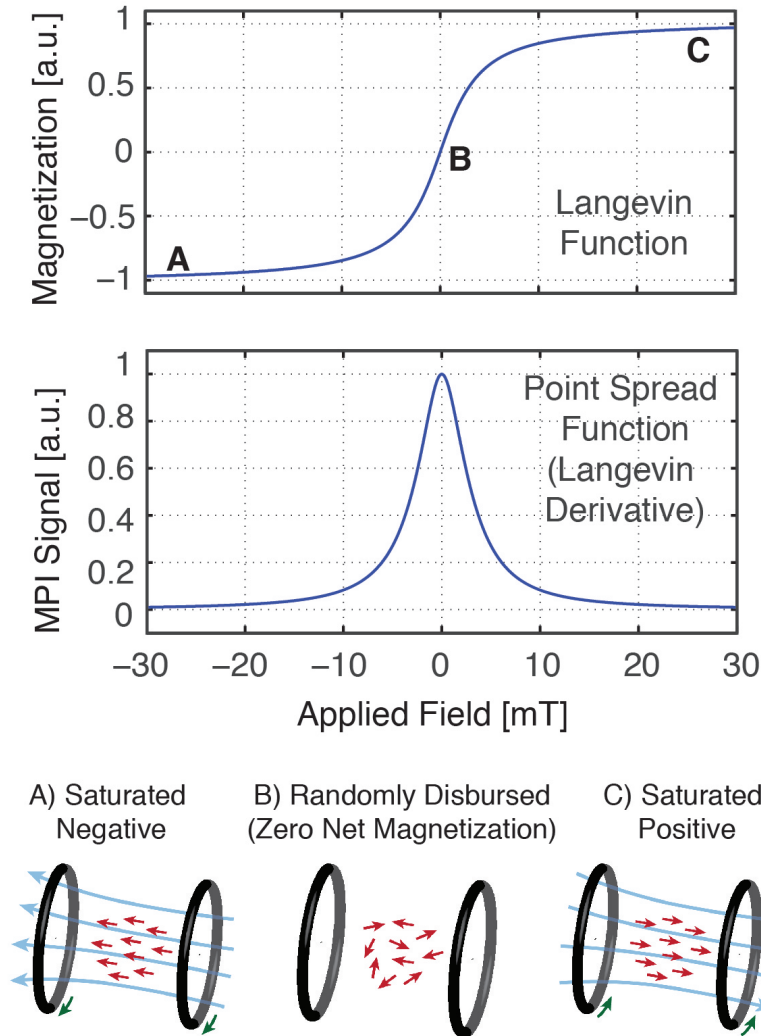 Magnetization [a.u.]
1
0.5
0
−0.5
−1
A
B
C
Langevin
Function
MPI Signal [a.u.]
1
0.8
0.6
0.4
0.2
0
Point Spread
Function
(Langevin
Derivative)
−30 −20 −10 0 10 20 30
Applied Field [mT]
A) Saturated
Negative
B) Randomly Disbursed
(Zero Net Magnetization)
C) Saturated
Positive